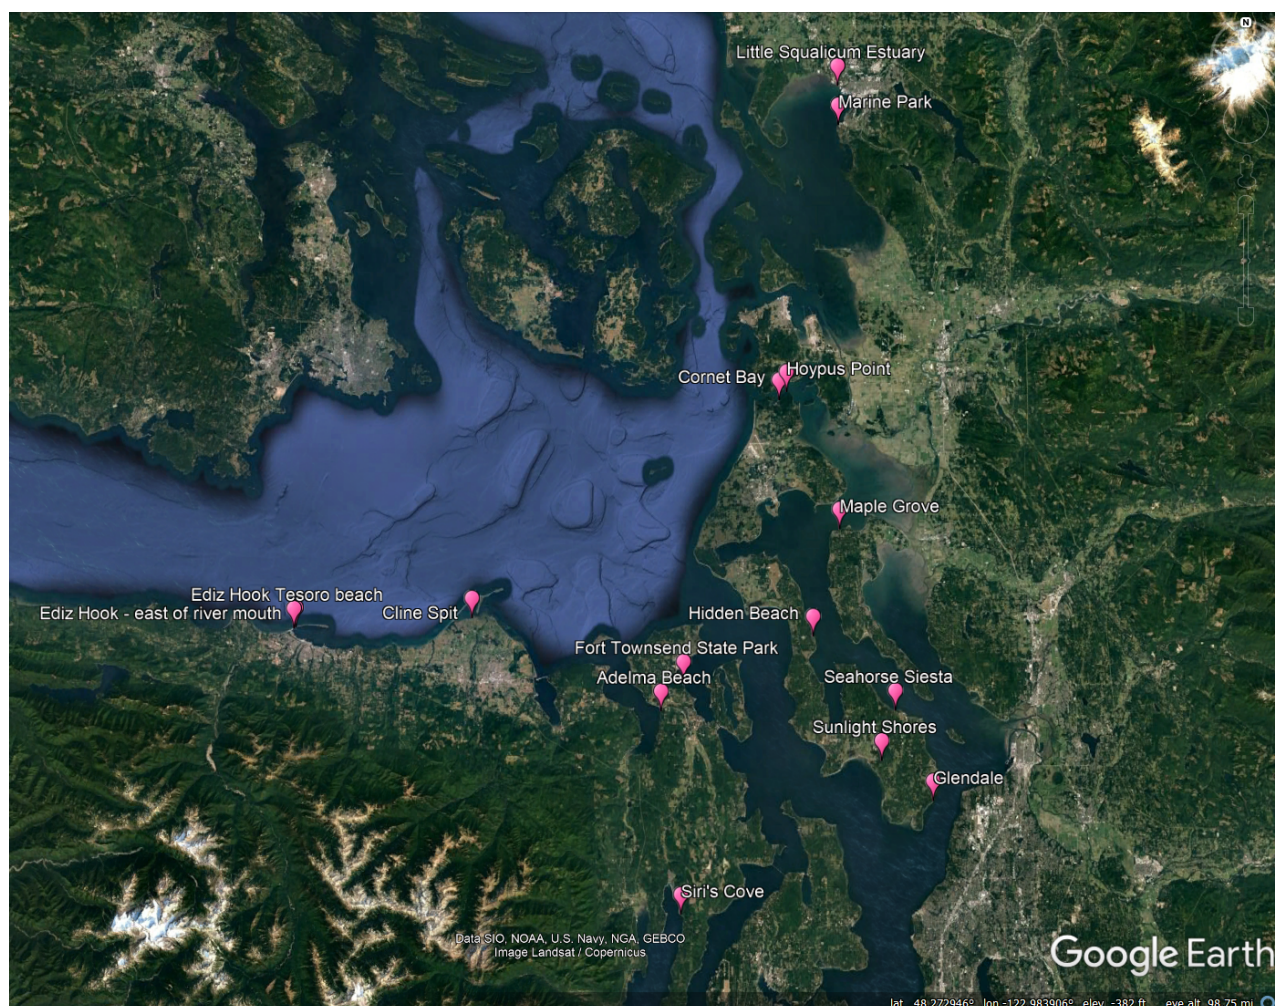 N
Little Squalicum Estuary
Marine Park
Hoypus Point
Cornet Bay
Maple Grove
Ediz Hook Tesoro beach
Ediz Hook - east of river mouth
Cline Spit
Hidden Beach
Fort Townsend State Park
Adelma Beach
Seahorse Siesta
Sunlight Shores
Glendale
Siri's Cove
Data SIO, NOAA, U.S. Navy, NGA, GEBCO
Image Landsat / Copernicus
Google Earth
lat 48.272946° lon -122.983906° elev -382 ft eye alt 98.75 mi